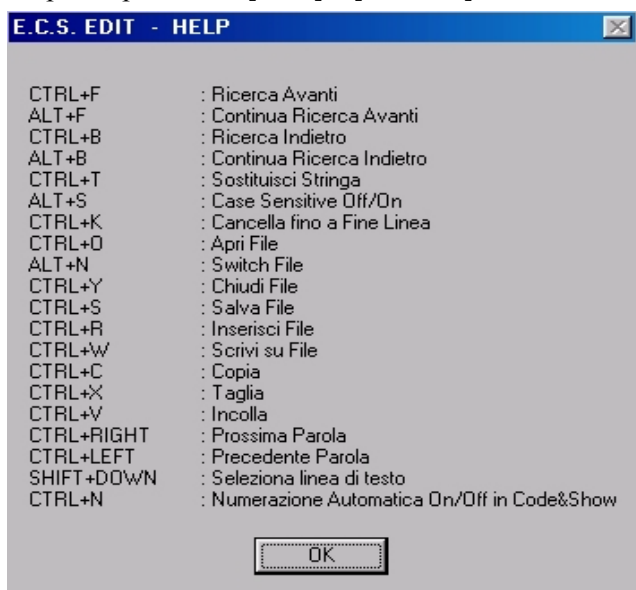 E.C.S. EDIT - HELP
CTRL+F : Ricerca Avanti
ALT+F : Continua Ricerca Avanti
CTRL+B : Ricerca Indietro
ALT+B : Continua Ricerca Indietro
CTRL+T : Sostituisci Stringa
ALT+S : Case Sensitive Off/On
CTRL+K : Cancella fino a Fine Linea
CTRL+O : Apri File
ALT+N : Switch File
CTRL+Y : Chiudi File
CTRL+S : Salva File
CTRL+R : Inserisci File
CTRL+W : Scrivi su File
CTRL+C : Copia
CTRL+X : Taglia
CTRL+V : Incolla
CTRL+RIGHT : Prossima Parola
CTRL+LEFT : Precedente Parola
SHIFT+DOWN : Seleziona linea di testo
CTRL+N : Numerazione Automatica On/Off in Code&Show
OK